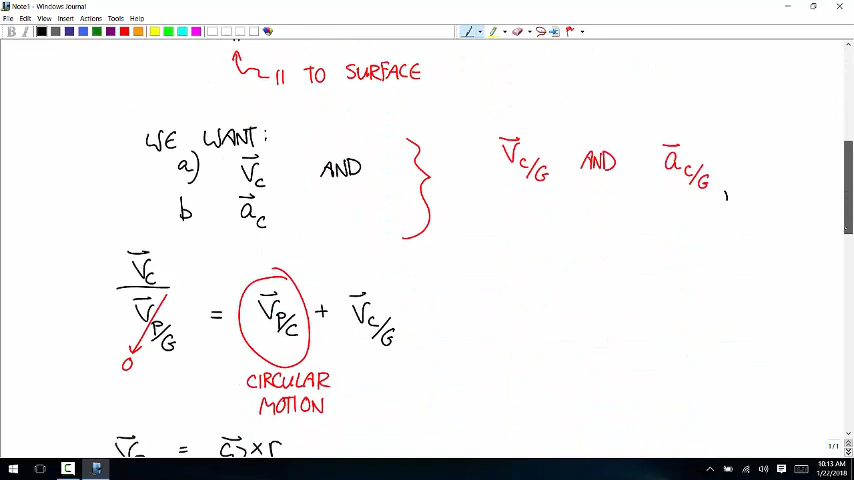 Note1 - Windows Journal
File Edit View Insert Actions Tools Help
B I
|| TO SURFACE
WE WANT:
a) V⃗C AND
b a⃗C
V⃗C/G AND a⃗C/G
V⃗C
V⃗P/G = V⃗P/C + V⃗C/G
0
CIRCULAR
MOTION
= ω⃗ × r
1/1
10:13 AM
1/22/2018